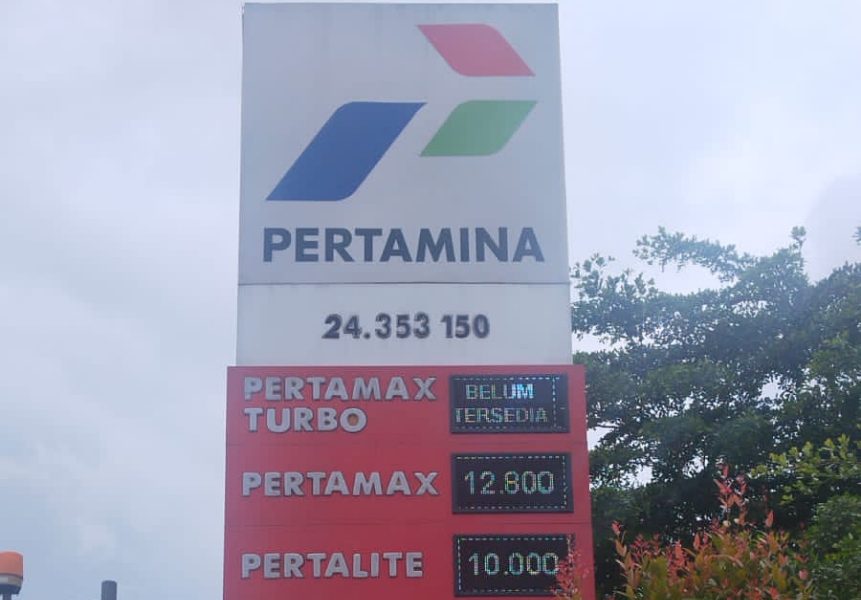 PERTAMINA
24.353 150
PERTAMAX TURBO
BELUM TERSEDIA
PERTAMAX 12.800
PERTALITE 10.000